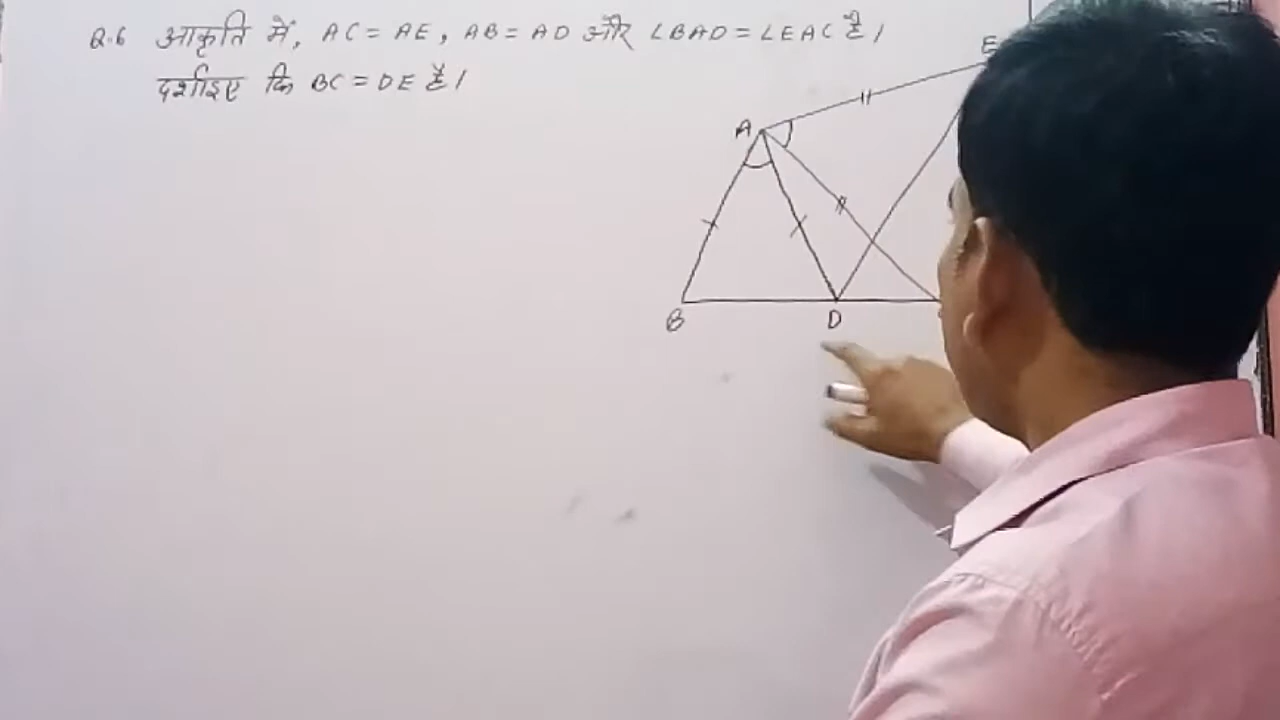 Q.6 आकृति में, AC = AE, AB = AD और ∠BAD = ∠EAC है।
दर्शाइए कि BC = DE है।
E
A
B
D